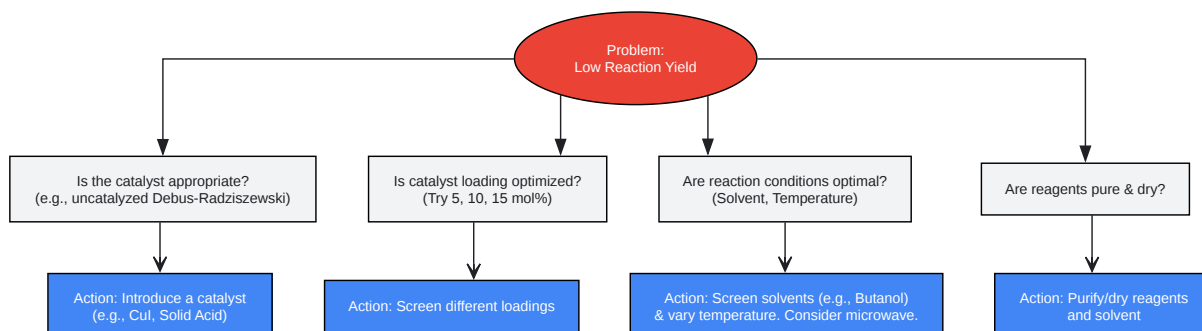 Problem:
Low Reaction Yield
Is the catalyst appropriate?
(e.g., uncatalyzed Debus-Radziszewski)
Is catalyst loading optimized?
(Try 5, 10, 15 mol%)
Are reaction conditions optimal?
(Solvent, Temperature)
Are reagents pure & dry?
Action: Introduce a catalyst
(e.g., CuI, Solid Acid)
Action: Screen different loadings
Action: Screen solvents (e.g., Butanol)
& vary temperature. Consider microwave.
Action: Purify/dry reagents
and solvent